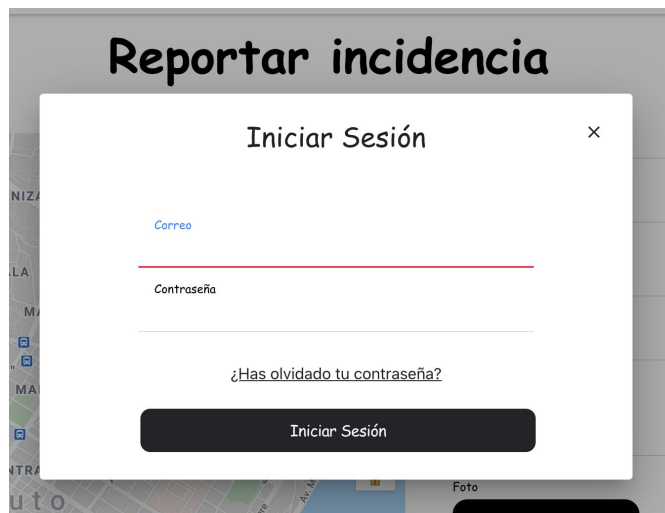 Reportar incidencia
Iniciar Sesión
Correo
Contraseña
¿Has olvidado tu contraseña?
Iniciar Sesión
Foto